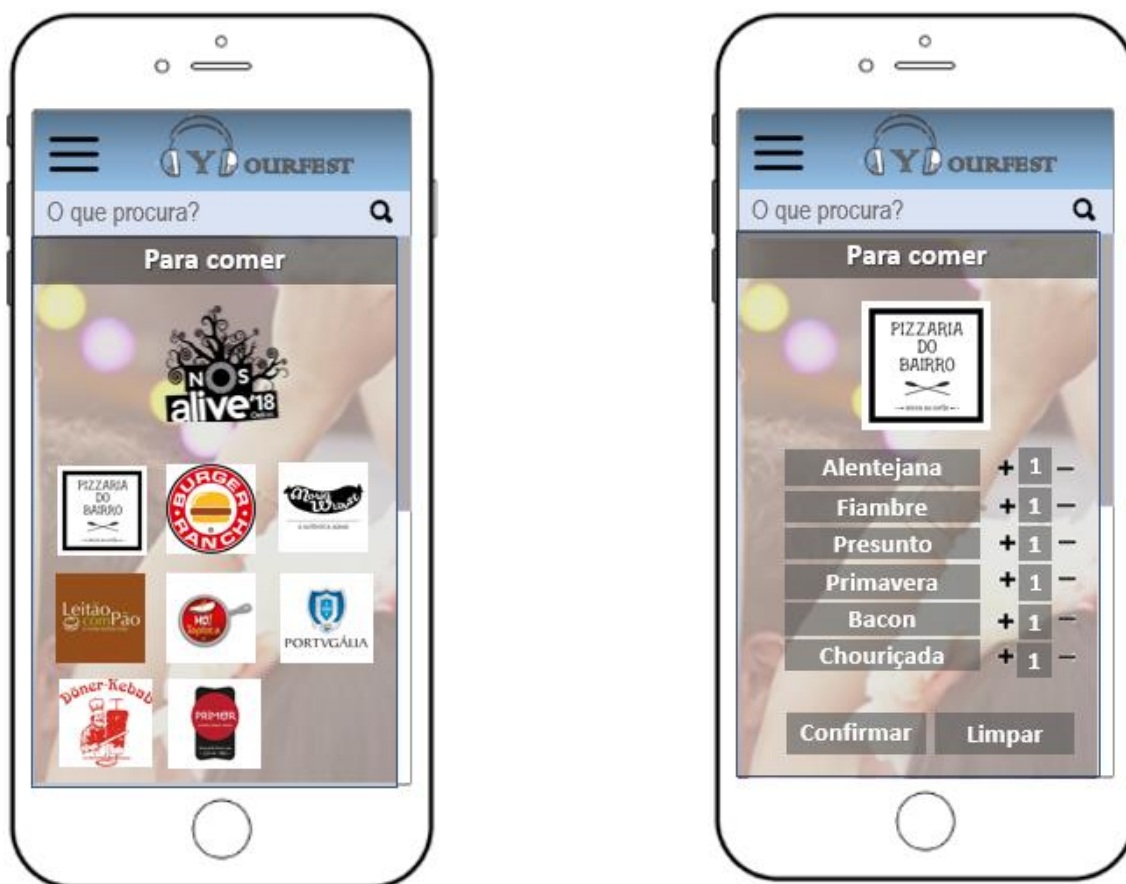 YOURFEST
O que procura?
Para comer
NOS
alive'18
PIZZARIA
DO
BAIRRO
BURGER
RANCH
Leitão
comPão
PORTVGÁLIA
Döner-Kebab
PRIMOR
YOURFEST
O que procura?
Para comer
PIZZARIA
DO
BAIRRO
Alentejana + 1 −
Fiambre + 1 −
Presunto + 1 −
Primavera + 1 −
Bacon + 1 −
Chouriçada + 1 −
Confirmar Limpar